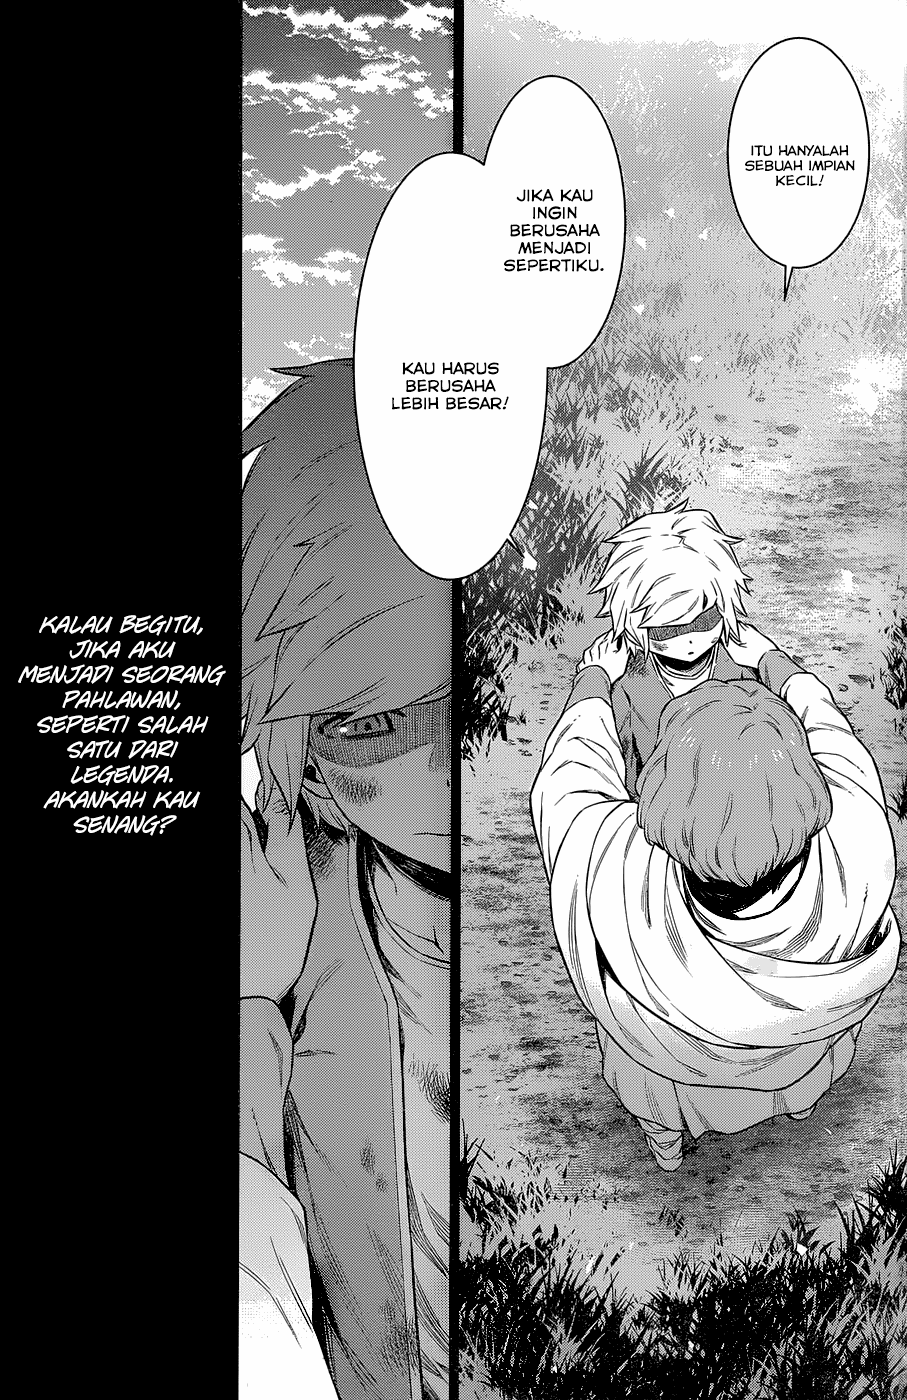 ITU HANYALAH
SEBUAH IMPIAN
KECIL!
JIKA KAU
INGIN
BERUSAHA
MENJADI
SEPERTIKU.
KAU HARUS
BERUSAHA
LEBIH BESAR!
KALAU BEGITU,
JIKA AKU
MENJADI SEORANG
PAHLAWAN,
SEPERTI SALAH
SATU DARI
LEGENDA.
AKANKAH KAU
SENANG?